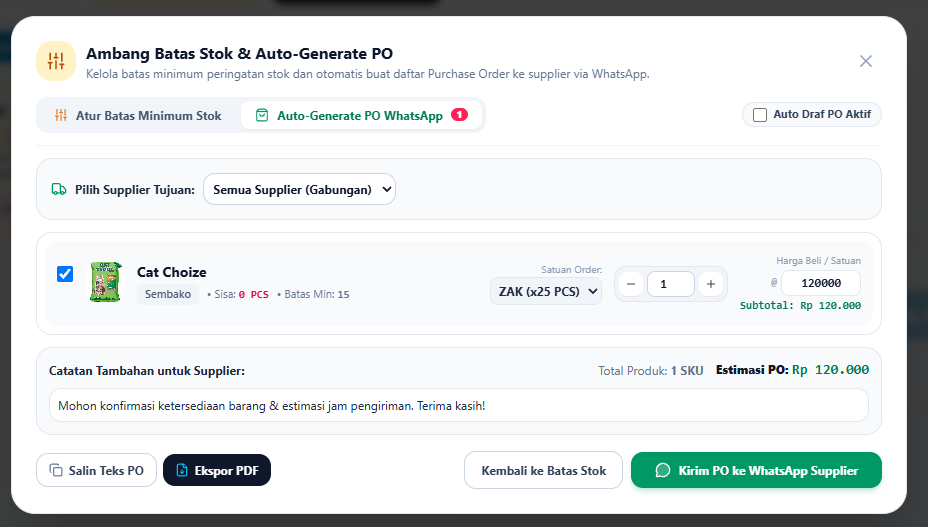 Ambang Batas Stok & Auto-Generate PO
Kelola batas minimum peringatan stok dan otomatis buat daftar Purchase Order ke supplier via WhatsApp.
Atur Batas Minimum Stok
Auto-Generate PO WhatsApp 1
Auto Draf PO Aktif
Pilih Supplier Tujuan: Semua Supplier (Gabungan)
Cat Choize
Sembako • Sisa: 0 PCS • Batas Min: 15
Satuan Order:
ZAK (x25 PCS)
− 1 +
Harga Beli / Satuan
@ 120000
Subtotal: Rp 120.000
Catatan Tambahan untuk Supplier:
Total Produk: 1 SKU Estimasi PO: Rp 120.000
Mohon konfirmasi ketersediaan barang & estimasi jam pengiriman. Terima kasih!
Salin Teks PO
Ekspor PDF
Kembali ke Batas Stok
Kirim PO ke WhatsApp Supplier